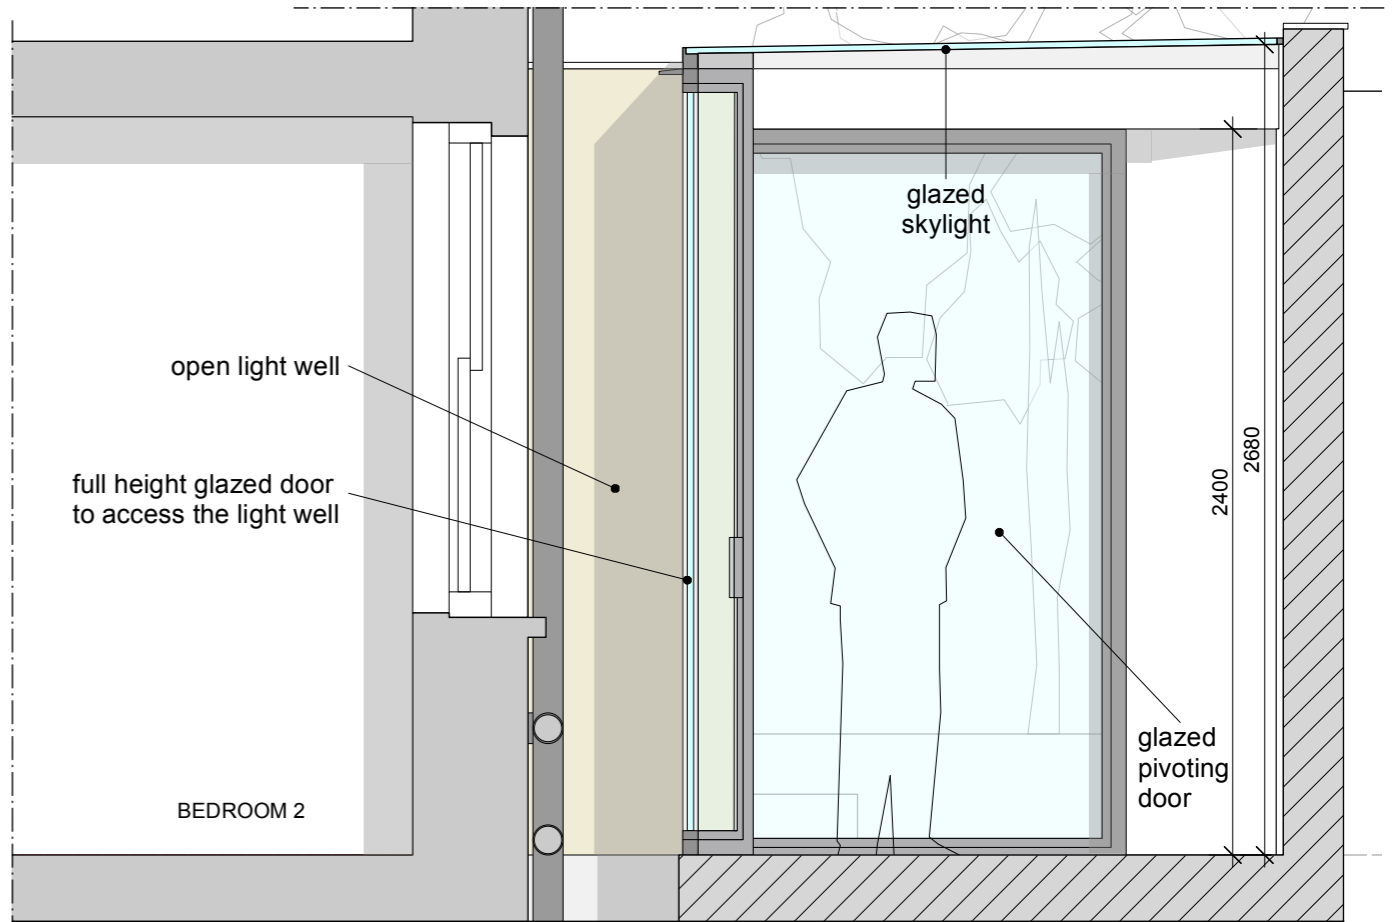 glazed
skylight
open light well
full height glazed door
to access the light well
2400
2680
glazed
pivoting
door
BEDROOM 2